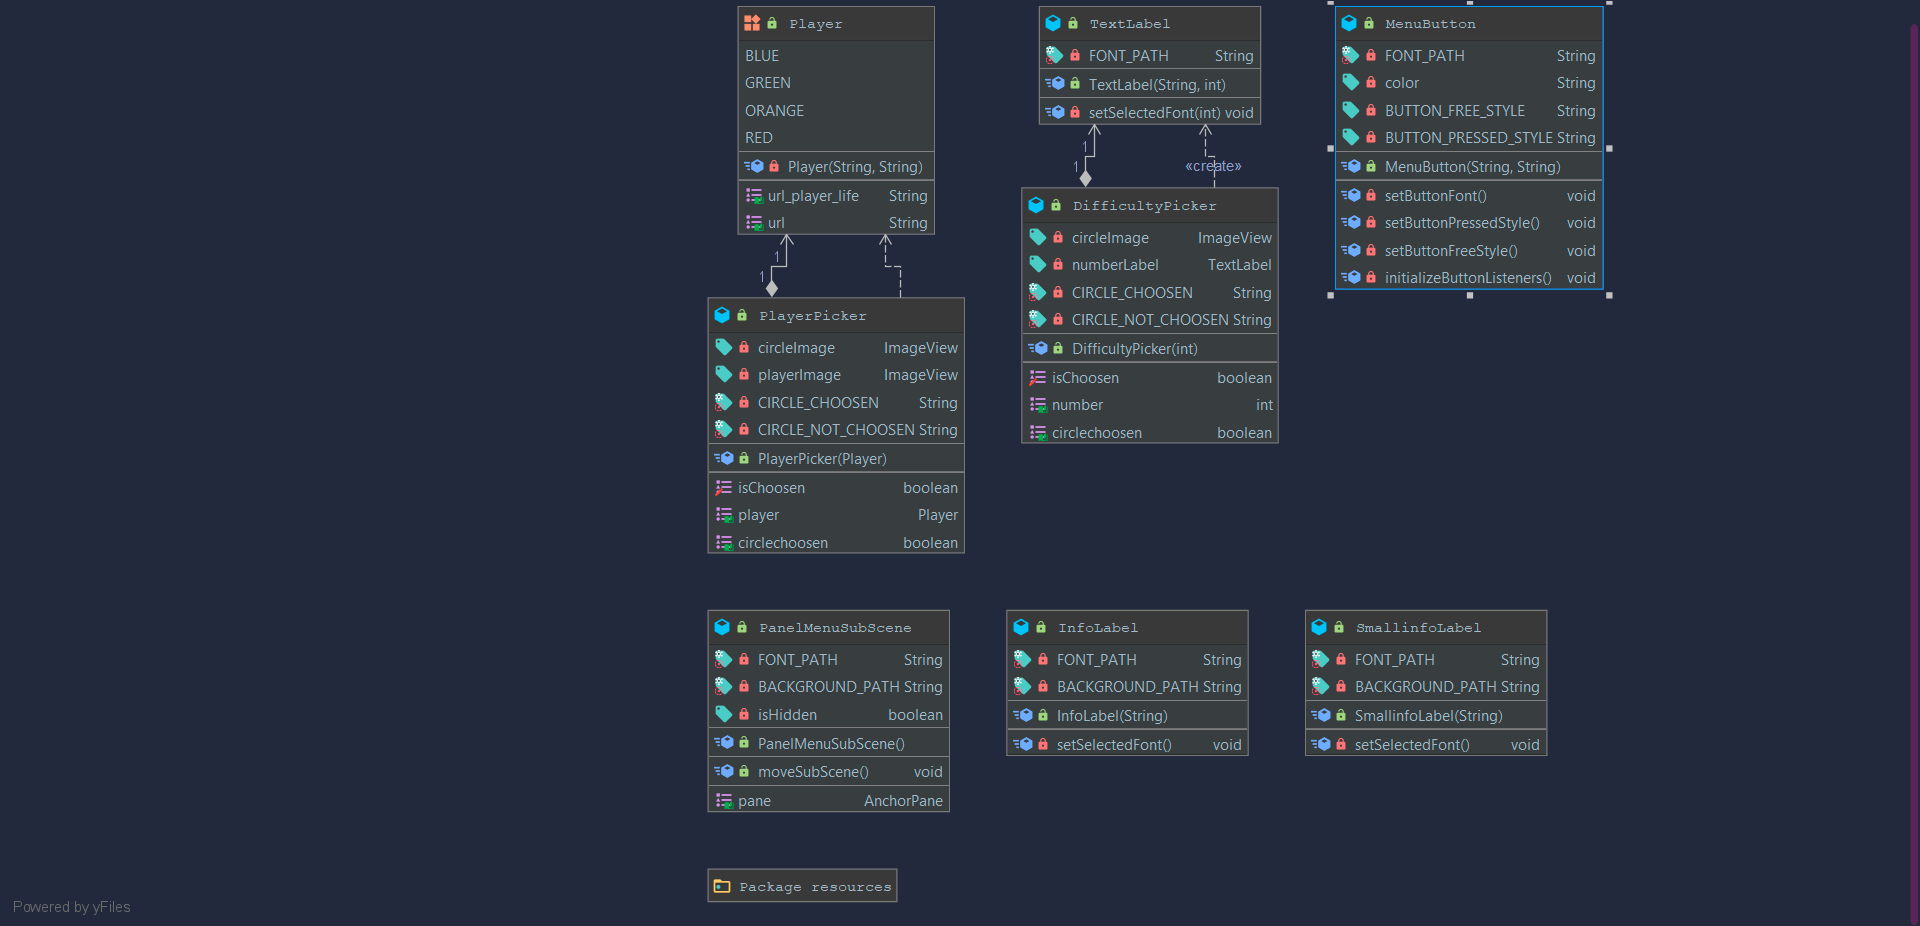 Player
BLUE
GREEN
ORANGE
RED
Player(String, String)
url_player_life String
url String
1
1
PlayerPicker
circleImage ImageView
playerImage ImageView
CIRCLE_CHOOSEN String
CIRCLE_NOT_CHOOSEN String
PlayerPicker(Player)
isChoosen boolean
player Player
circlechoosen boolean
TextLabel
FONT_PATH String
TextLabel(String, int)
setSelectedFont(int) void
1
1
«create»
DifficultyPicker
circleImage ImageView
numberLabel TextLabel
CIRCLE_CHOOSEN String
CIRCLE_NOT_CHOOSEN String
DifficultyPicker(int)
isChoosen boolean
number int
circlechoosen boolean
MenuButton
FONT_PATH String
color String
BUTTON_FREE_STYLE String
BUTTON_PRESSED_STYLE String
MenuButton(String, String)
setButtonFont() void
setButtonPressedStyle() void
setButtonFreeStyle() void
initializeButtonListeners() void
PanelMenuSubScene
FONT_PATH String
BACKGROUND_PATH String
isHidden boolean
PanelMenuSubScene()
moveSubScene() void
pane AnchorPane
InfoLabel
FONT_PATH String
BACKGROUND_PATH String
InfoLabel(String)
setSelectedFont() void
SmallinfoLabel
FONT_PATH String
BACKGROUND_PATH String
SmallinfoLabel(String)
setSelectedFont() void
Package resources
Powered by yFiles